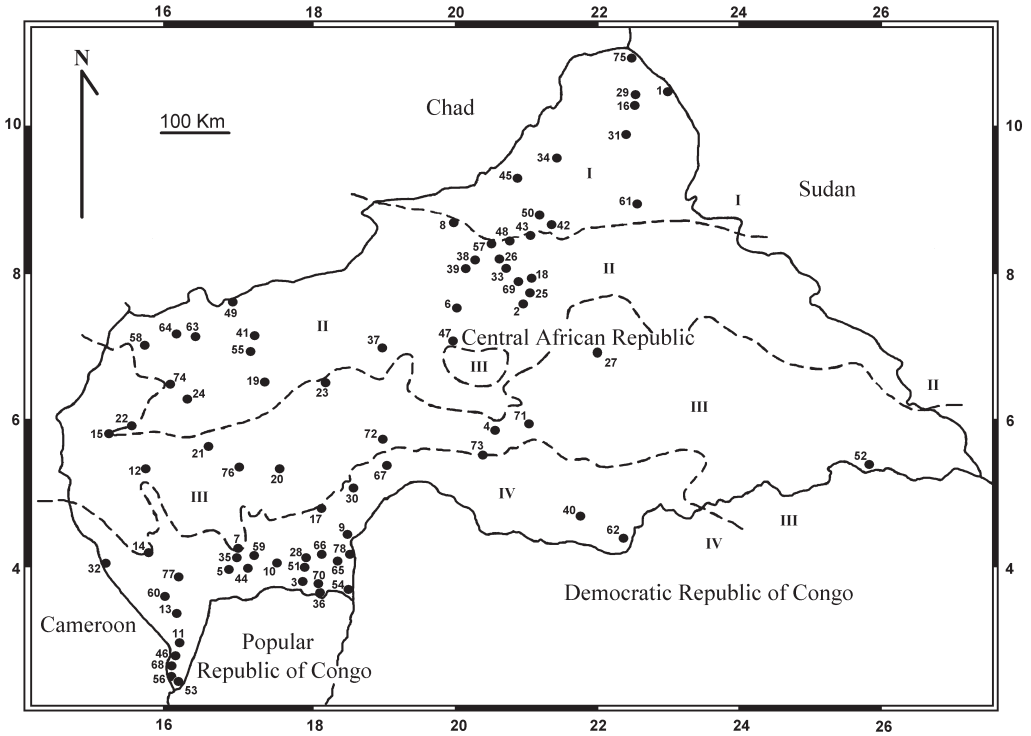 16 18 20 22 24 26
N
75
Chad
29 1
16
100 Km
10 10
31
34
45 I
Sudan
61 I
50
8 43 42
48
57
38 26
39 33 18
II
8 8
69 25
6 2
49
64 63 41 II
58 55 37 47 Central African Republic
III 27
74 19 23
24 II
III
22 4 71
6 6
15
21 72 73
12 76 20 67 52
III 30 IV
17 40 III
9 62 IV
7
14 35 59 28 66 78
32 5 44 10 51 65
4 4
77 3 70 54
60 36
Democratic Republic of Congo
13
Cameroon 11
Popular
46
68 Republic of Congo
56 53
16 18 20 22 24 26